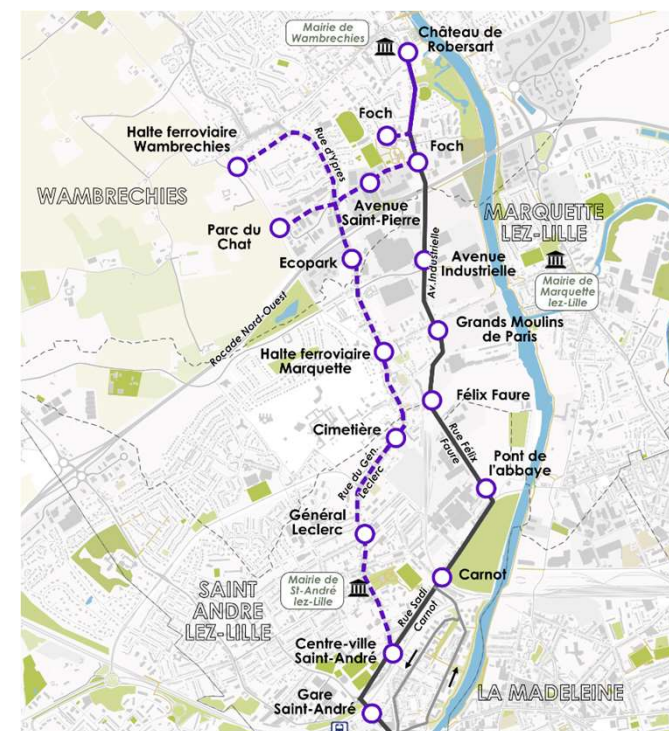 Mairie de
Wambrechies
Château de
Robersart
Foch
Halte ferroviaire
Wambrechies
Rue d'Ypres
Foch
WAMBRECHIES
Avenue
Saint-Pierre
MARQUETTE
LEZ-LILLE
Parc du
Chat
Ecopark
Av.Industrielle
Avenue
Industrielle
Mairie de
Marquette
lez-Lille
Rocade Nord-Ouest
Grands Moulins
de Paris
Halte ferroviaire
Marquette
Félix Faure
Cimetière
Rue Félix
Faure
Pont de
l'abbaye
Rue du Gén.
Leclerc
Général
Leclerc
Carnot
Mairie de
St-André
lez-Lille
SAINT
ANDRE
LEZ-LILLE
Rue Sadi
Carnot
Centre-ville
Saint-André
LA MADELEINE
Gare
Saint-André